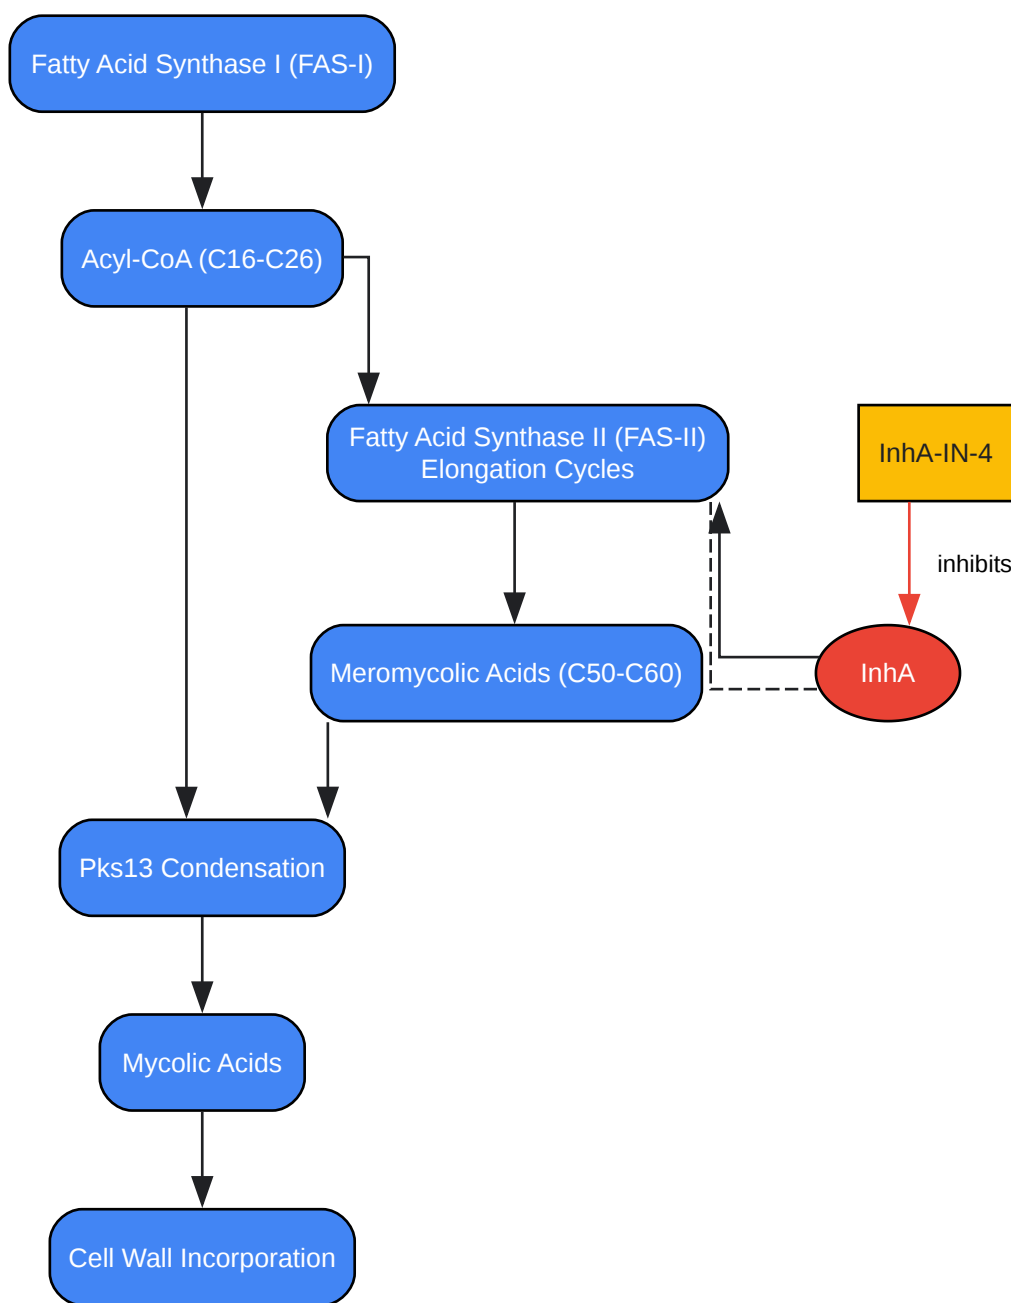 Fatty Acid Synthase I (FAS-I)
Acyl-CoA (C16-C26)
Fatty Acid Synthase II (FAS-II)
Elongation Cycles
InhA-IN-4
inhibits
Meromycolic Acids (C50-C60)
InhA
Pks13 Condensation
Mycolic Acids
Cell Wall Incorporation